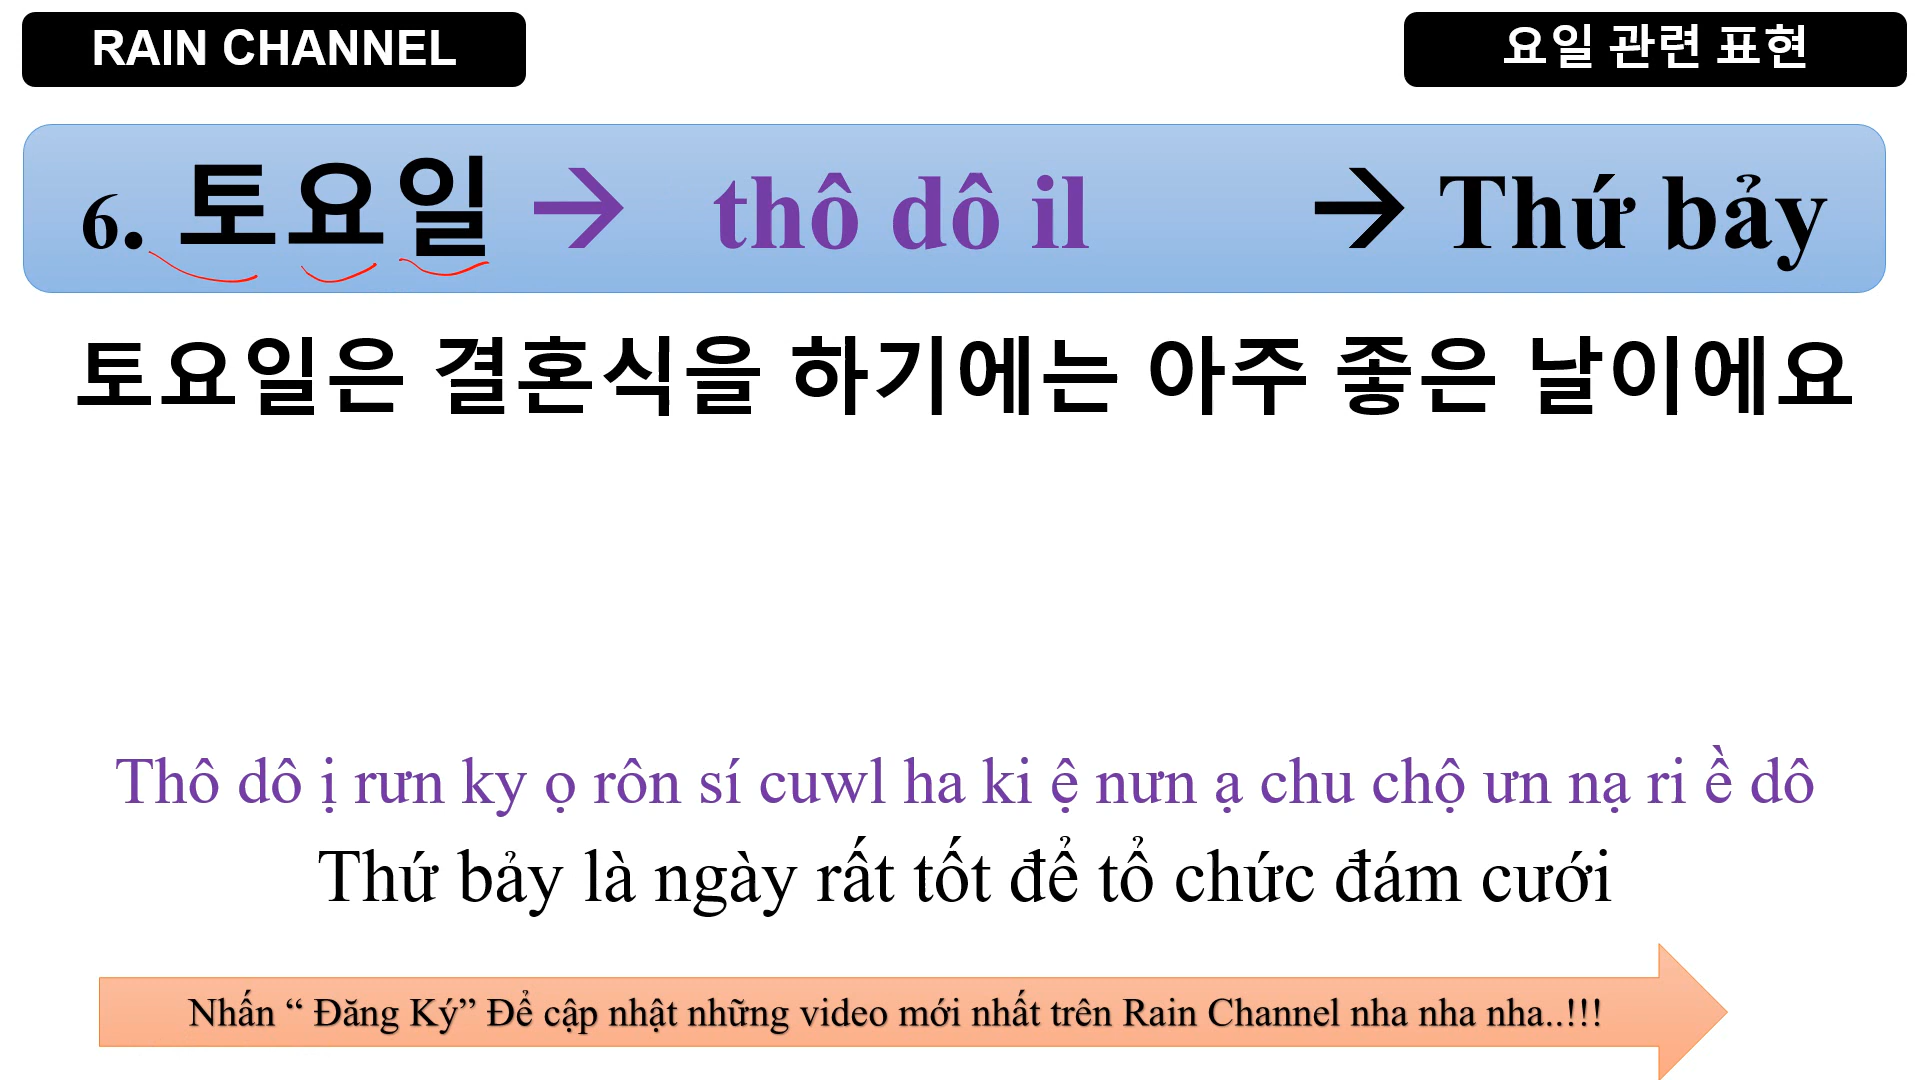 RAIN CHANNEL
요일 관련 표현
6. 토요일 → thô dô il → Thứ bảy
토요일은 결혼식을 하기에는 아주 좋은 날이에요
Thô dô ị rưn ky ọ rôn sí cuwl ha ki ệ nưn ạ chu chộ ưn nạ ri ề dô
Thứ bảy là ngày rất tốt để tổ chức đám cưới
Nhấn “ Đăng Ký” Để cập nhật những video mới nhất trên Rain Channel nha nha nha..!!!